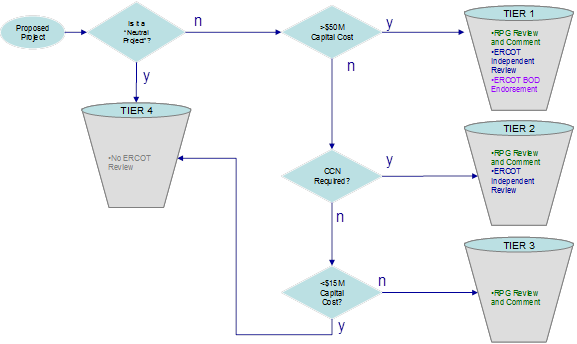 Proposed
Project
Is it a
"Neutral
Project"?
n
y
>$50M
Capital Cost
y
n
TIER 1
•RPG Review
and Comment
•ERCOT
Independent
Review
•ERCOT BOD
Endorsement
TIER 4
•No ERCOT
Review
CCN
Required?
y
n
TIER 2
•RPG Review
and Comment
•ERCOT
Independent
Review
<$15M
Capital
Cost?
n
y
TIER 3
•RPG Review
and Comment